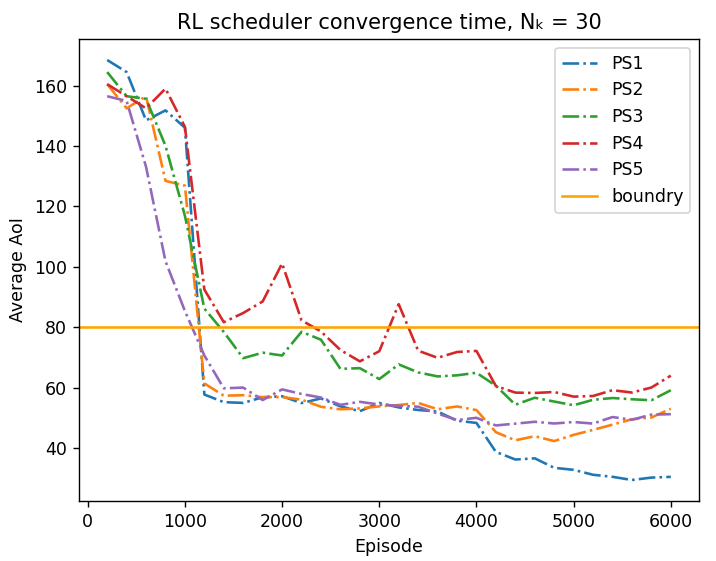 RL scheduler convergence time, Nₖ = 30
PS1
PS2
PS3
PS4
PS5
boundry
Average AoI
160
140
120
100
80
60
40
0 1000 2000 3000 4000 5000 6000
Episode